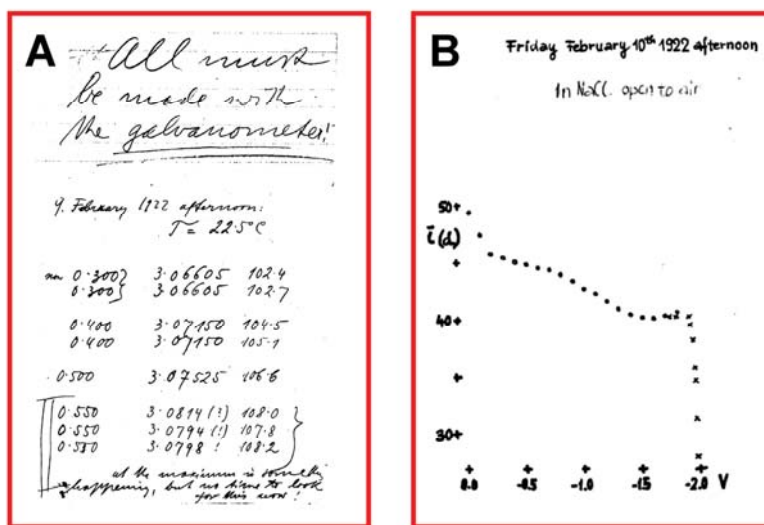 A
All must
be made with
the galvanometer!
9. February 1922 afternoon:
T = 22.5°C
0.300} 3.06605 102.4
0.300} 3.06605 102.7
0.400 3.07150 104.5
0.400 3.07150 105.1
0.500 3.07525 106.6
0.550 3.0814 (!) 108.0
0.550 3.0794 (!) 107.8
0.550 3.0798 ! 108.2
at the maximum is something
happening, but no time to look
for this now!
B
Friday February 10th 1922 afternoon
In NaCl. open to air
50+
i (d)
40+
30+
0.0 -0.5 -1.0 -1.5 -2.0 V